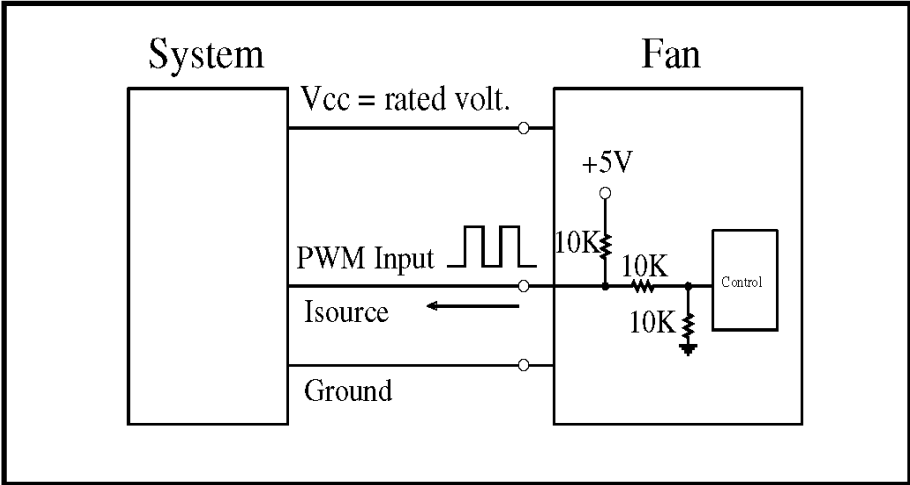 System
Fan
Vcc = rated volt.
+5V
10K
PWM Input
10K
Control
Isource
10K
Ground